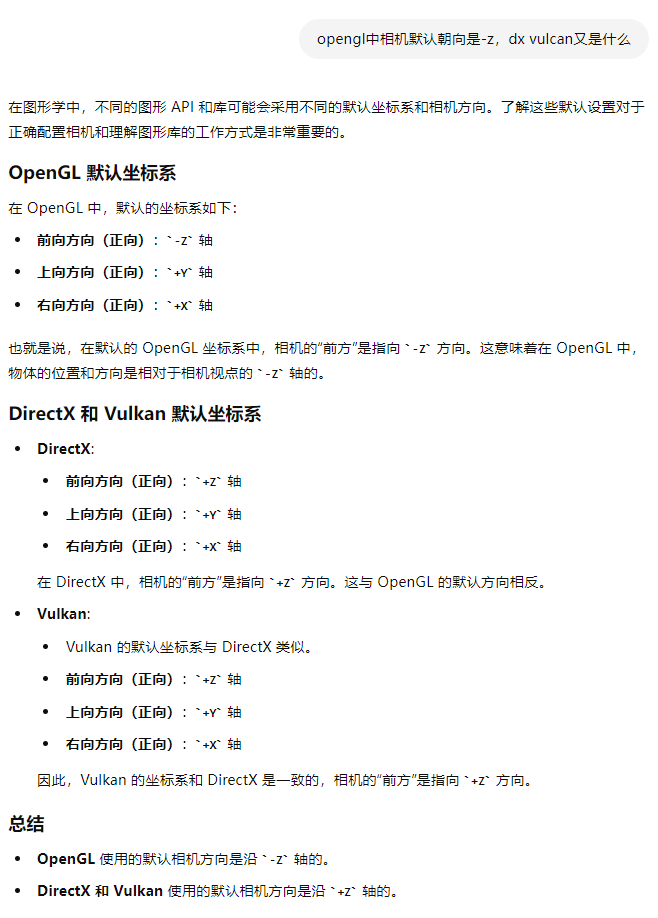 opengl中相机默认朝向是-z，dx vulcan又是什么
在图形学中，不同的图形 API 和库可能会采用不同的默认坐标系和相机方向。了解这些默认设置对于
正确配置相机和理解图形库的工作方式是非常重要的。
OpenGL 默认坐标系
在 OpenGL 中，默认的坐标系如下：
• 前向方向（正向）：`-Z` 轴
• 上向方向（正向）：`+Y` 轴
• 右向方向（正向）：`+X` 轴
也就是说，在默认的 OpenGL 坐标系中，相机的“前方”是指向 `-Z` 方向。这意味着在 OpenGL 中，
物体的位置和方向是相对于相机视点的 `-Z` 轴的。
DirectX 和 Vulkan 默认坐标系
• DirectX:
• 前向方向（正向）：`+Z` 轴
• 上向方向（正向）：`+Y` 轴
• 右向方向（正向）：`+X` 轴
在 DirectX 中，相机的“前方”是指向 `+Z` 方向。这与 OpenGL 的默认方向相反。
• Vulkan:
• Vulkan 的默认坐标系与 DirectX 类似。
• 前向方向（正向）：`+Z` 轴
• 上向方向（正向）：`+Y` 轴
• 右向方向（正向）：`+X` 轴
因此，Vulkan 的坐标系和 DirectX 是一致的，相机的“前方”是指向 `+Z` 方向。
总结
• OpenGL 使用的默认相机方向是沿 `-Z` 轴的。
• DirectX 和 Vulkan 使用的默认相机方向是沿 `+Z` 轴的。